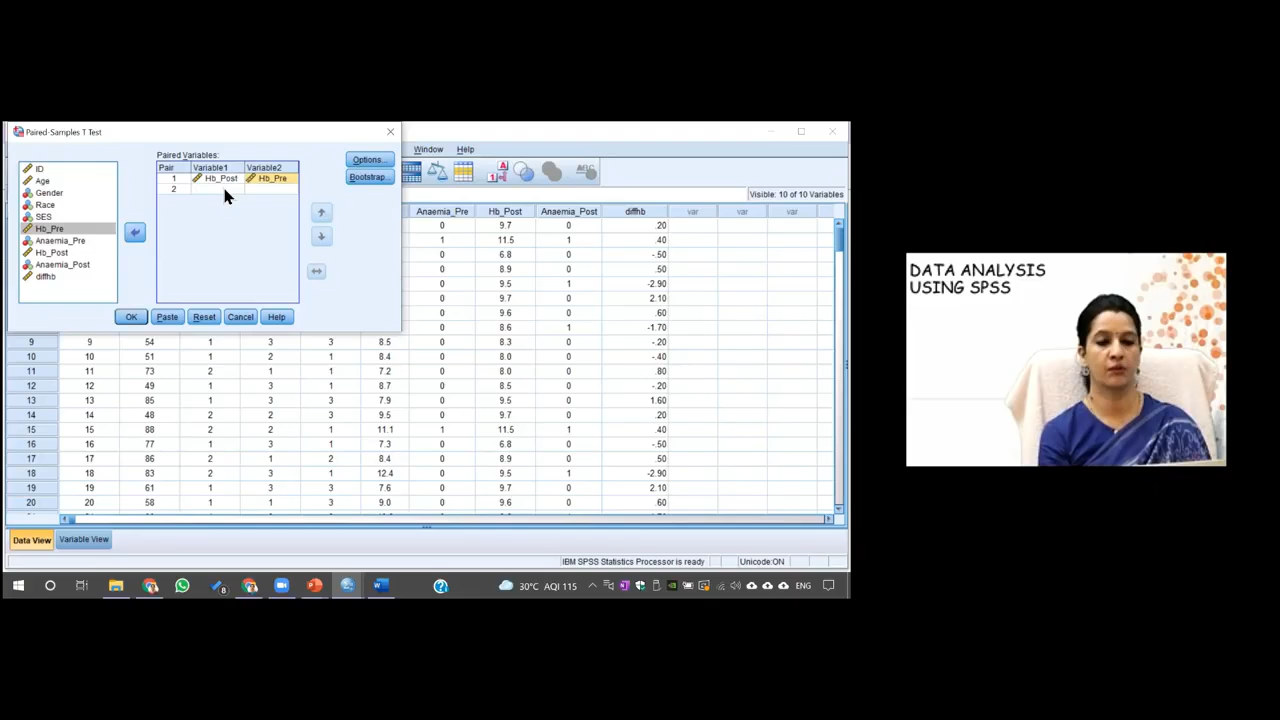 Paired-Samples T Test
Window Help
Paired Variables:
Pair Variable1 Variable2
1 Hb_Post Hb_Pre
2
Options...
Bootstrap...
ID
Age
Gender
Race
SES
Hb_Pre
Anaemia_Pre
Hb_Post
Anaemia_Post
diffhb
OK Paste Reset Cancel Help
Visible: 10 of 10 Variables
Anaemia_Pre Hb_Post Anaemia_Post diffhb var var var
0 9.7 0 .20
1 11.5 1 .40
0 6.8 0 -.50
0 8.9 0 .50
0 9.5 1 -2.90
0 9.7 0 2.10
0 9.6 0 .60
0 8.6 1 -1.70
9 9 54 1 3 3 8.5 0 8.3 0 -.20
10 10 51 1 2 1 8.4 0 8.0 0 -.40
11 11 73 2 1 1 7.2 0 8.0 0 .80
12 12 49 1 3 1 8.7 0 8.5 0 -.20
13 13 85 1 3 3 7.9 0 9.5 0 1.60
14 14 48 2 2 3 9.5 0 9.7 0 .20
15 15 88 2 2 1 11.1 1 11.5 1 .40
16 16 77 1 3 1 7.3 0 6.8 0 -.50
17 17 86 2 1 2 8.4 0 8.9 0 .50
18 18 83 2 3 1 12.4 0 9.5 1 -2.90
19 19 61 1 3 3 7.6 0 9.7 0 2.10
20 20 58 1 1 3 9.0 0 9.6 0 .60
Data View Variable View
IBM SPSS Statistics Processor is ready Unicode:ON
30°C AQI 115 ENG
DATA ANALYSIS
USING SPSS